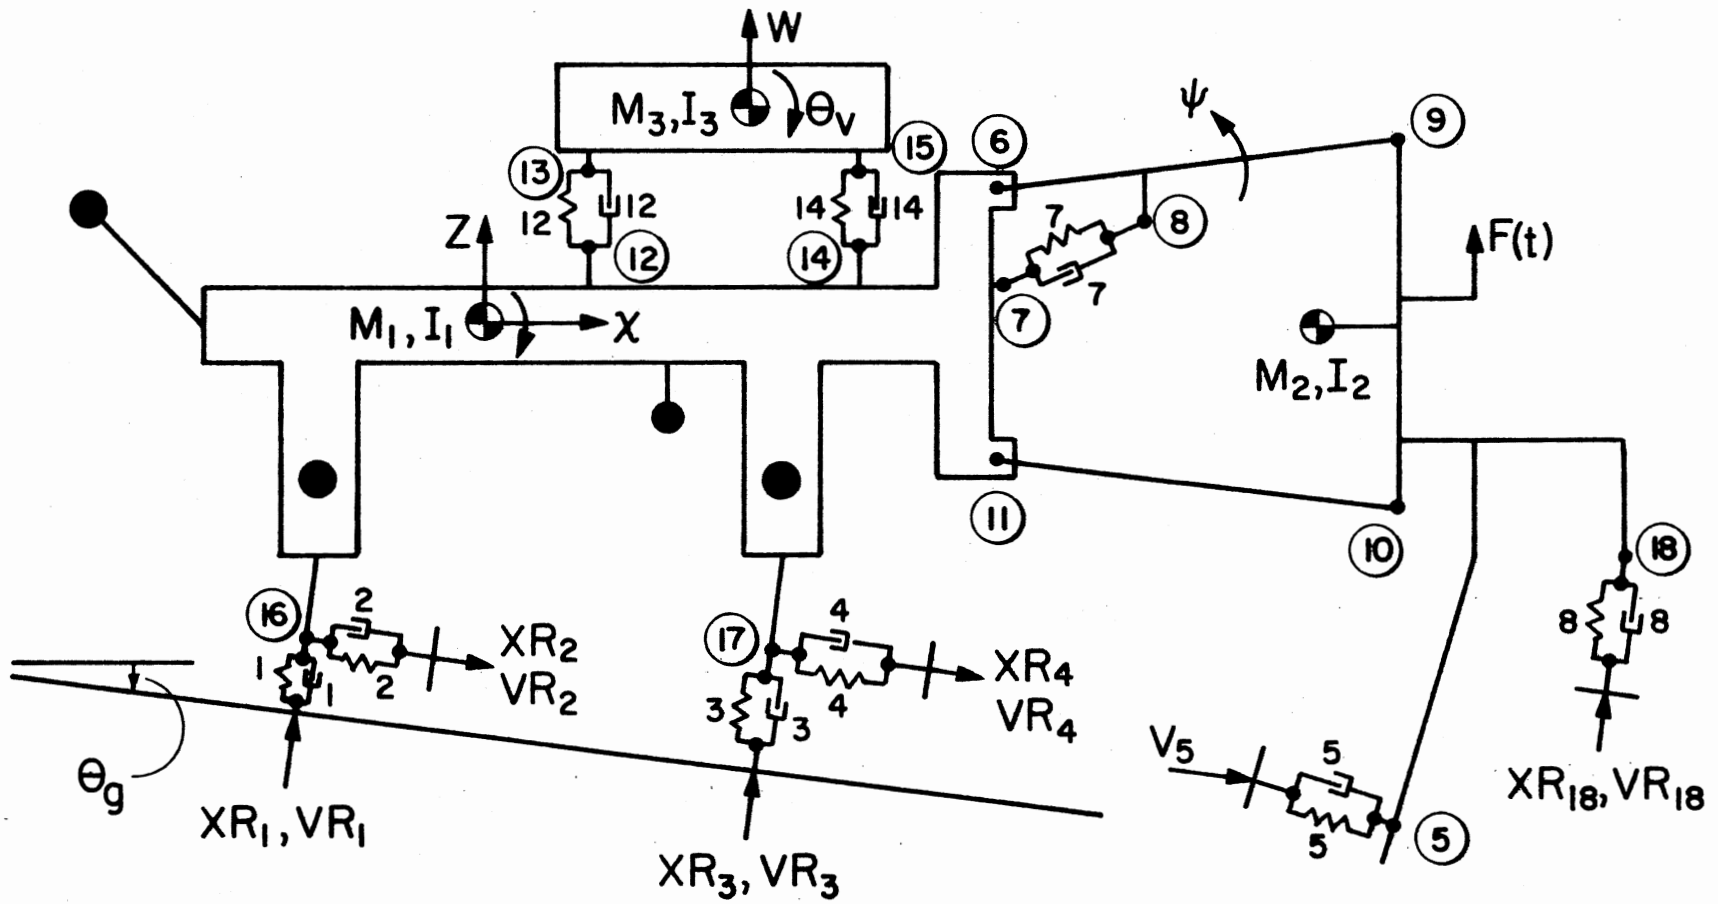 W
M₃,I₃
θᵥ
ψ
9
15
6
13
12
12
14
14
7
8
Z
12
14
F(t)
7
M₁,I₁
χ
7
M₂,I₂
11
10
18
16
2
4
17
XR₂
8
8
1
1
2
VR₂
XR₄
3
3
4
VR₄
V₅
5
θg
XR₁₈,VR₁₈
XR₁,VR₁
5
5
XR₃,VR₃